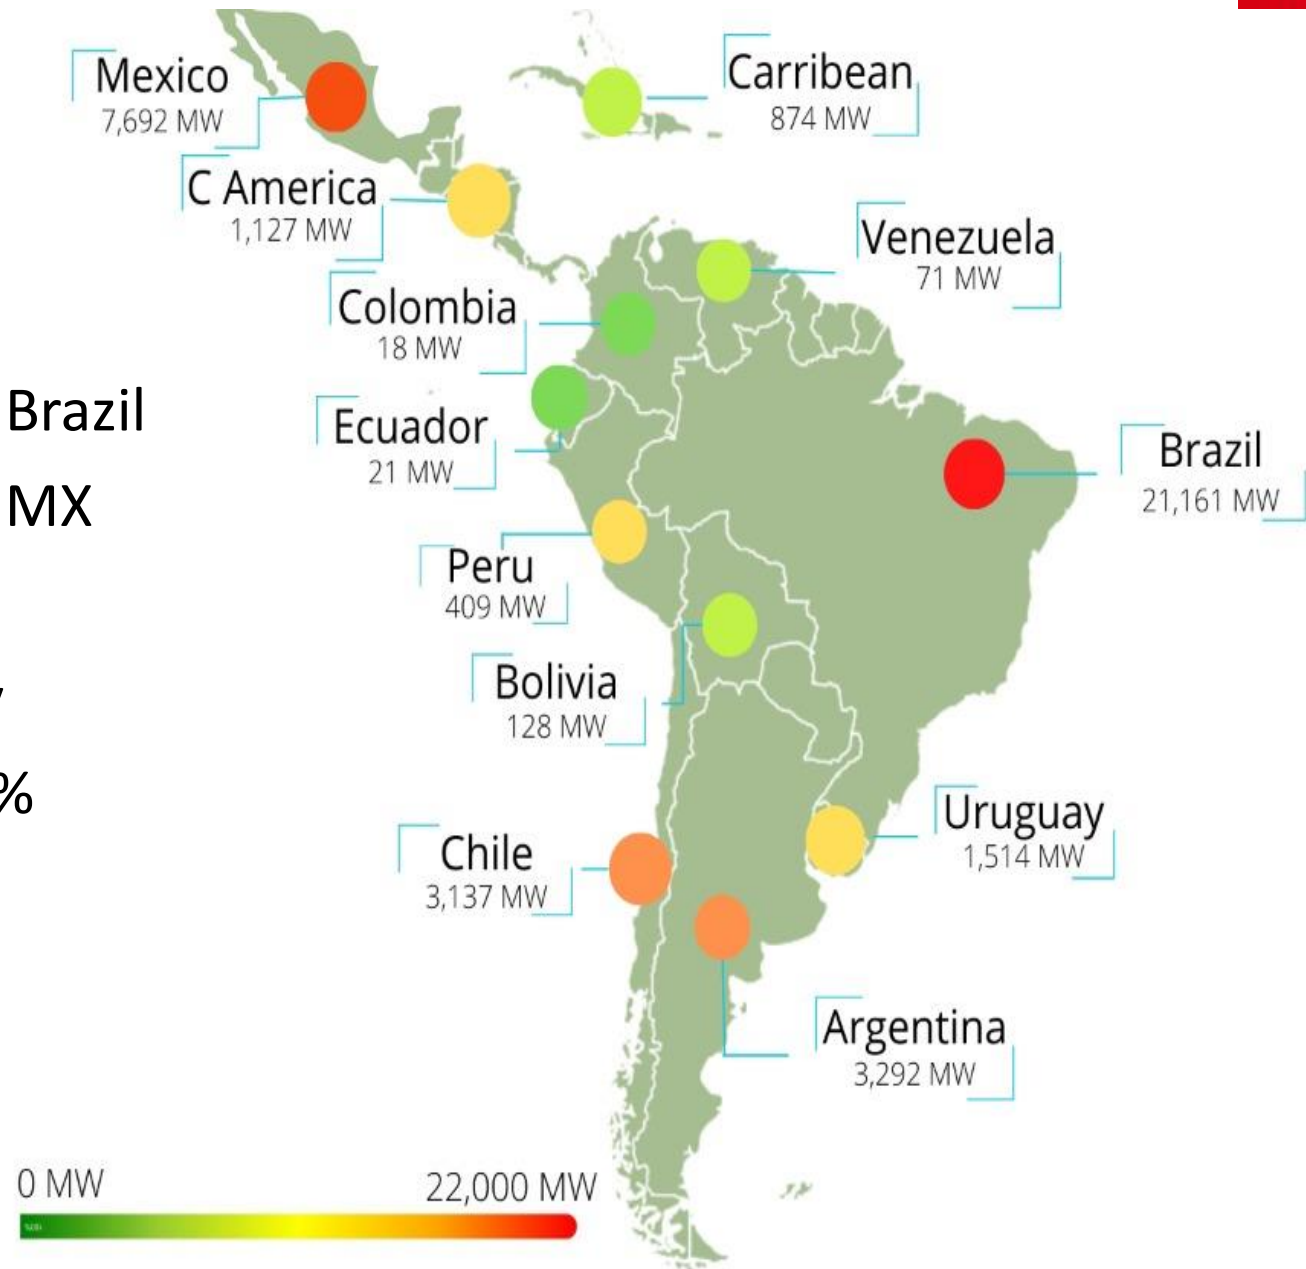 Mexico
7,692 MW
Carribean
874 MW
C America
1,127 MW
Venezuela
71 MW
Colombia
18 MW
Brazil
MX
%
Ecuador
21 MW
Brazil
21,161 MW
Peru
409 MW
Bolivia
128 MW
Uruguay
1,514 MW
Chile
3,137 MW
Argentina
3,292 MW
0 MW
22,000 MW